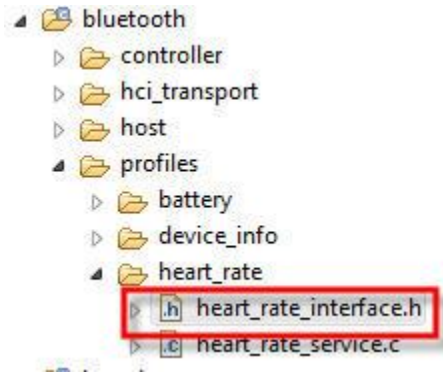 bluetooth
controller
hci_transport
host
profiles
battery
device_info
heart_rate
.h heart_rate_interface.h
.c heart_rate_service.c